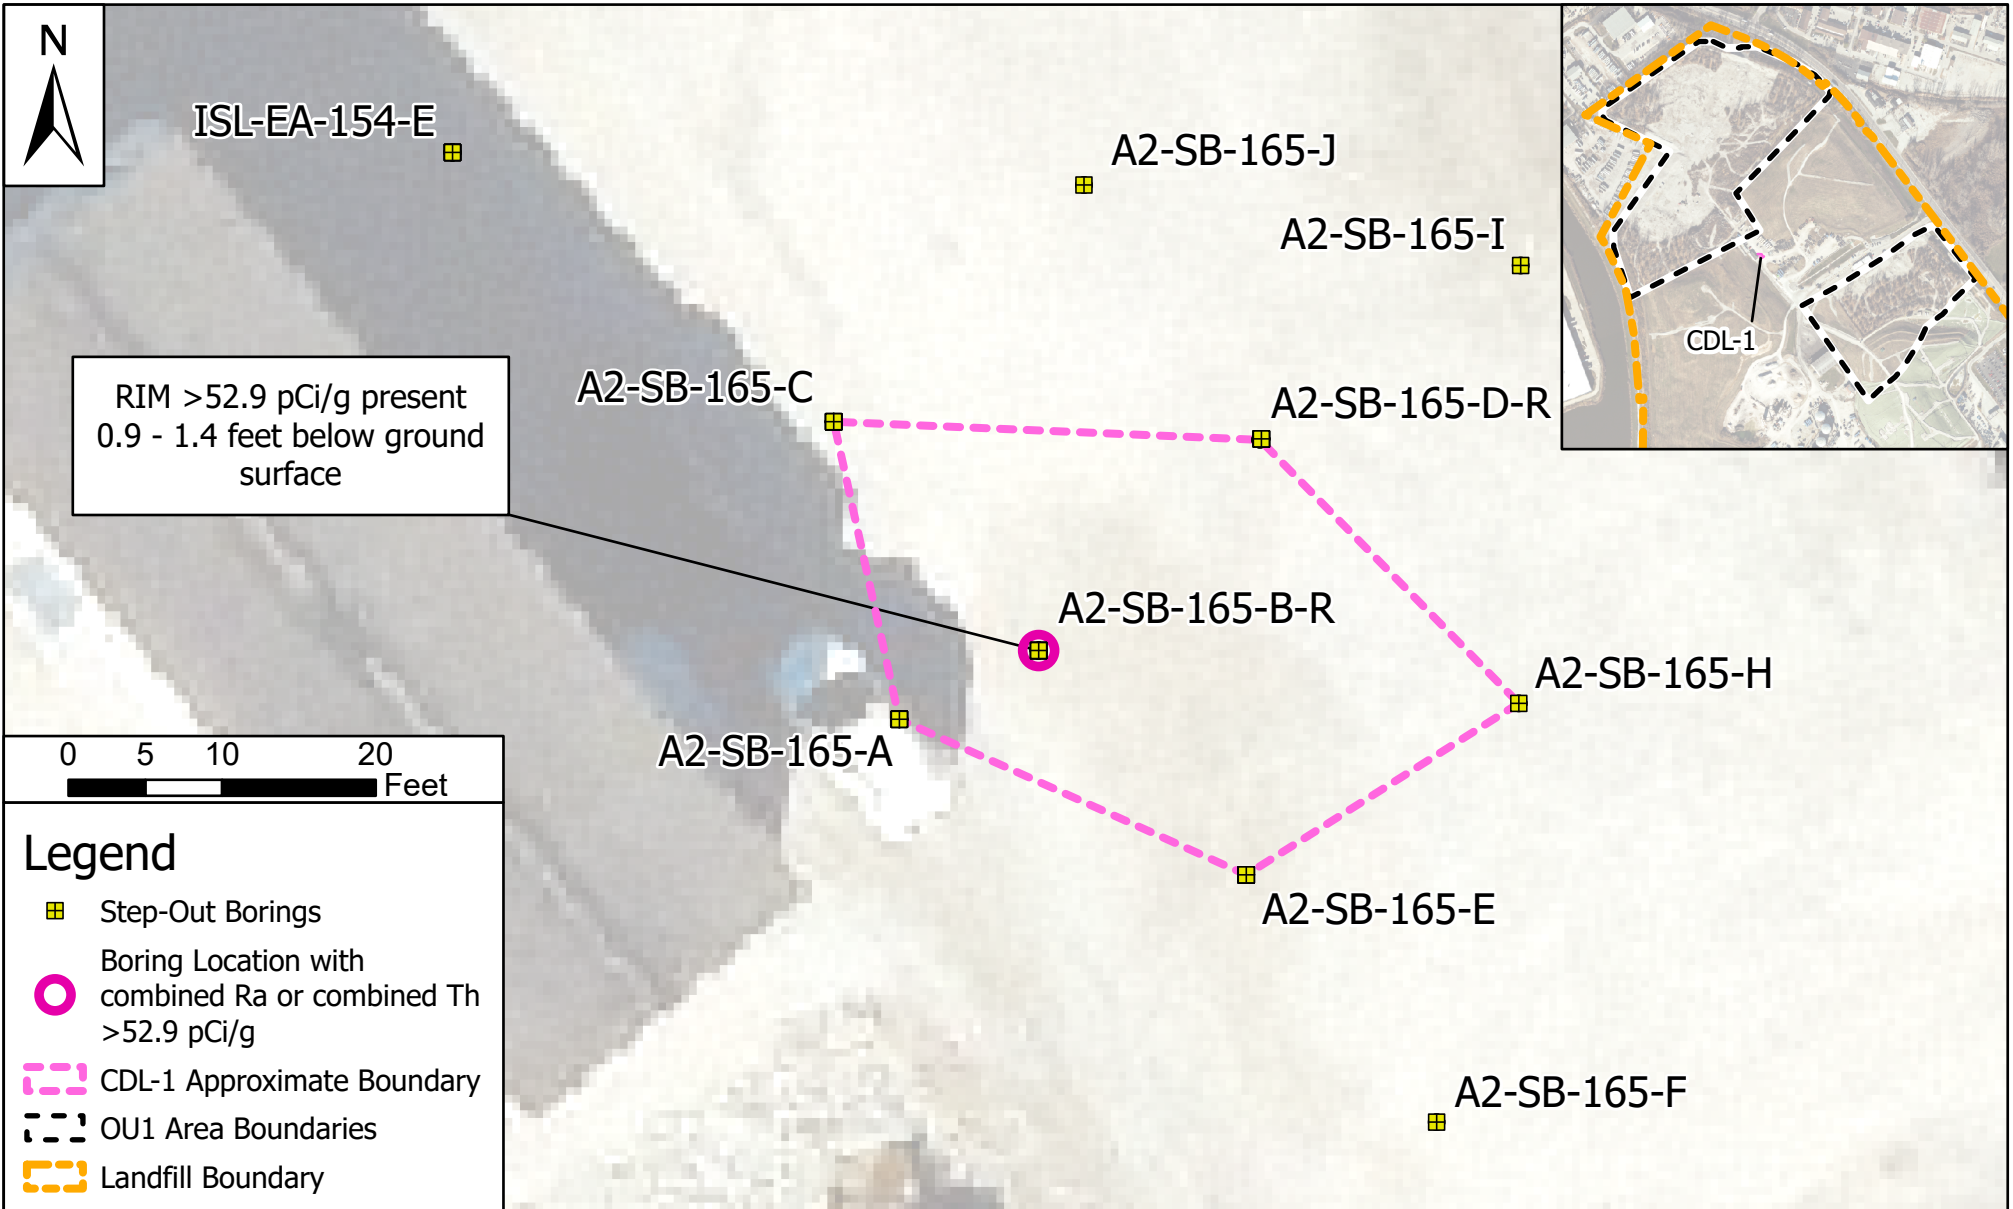 N
ISL-EA-154-E
A2-SB-165-J
A2-SB-165-I
CDL-1
RIM >52.9 pCi/g present
0.9 - 1.4 feet below ground
surface
A2-SB-165-C
A2-SB-165-D-R
A2-SB-165-B-R
A2-SB-165-H
A2-SB-165-A
A2-SB-165-E
A2-SB-165-F
0 5 10 20
Feet
Legend
Step-Out Borings
Boring Location with
combined Ra or combined Th
>52.9 pCi/g
CDL-1 Approximate Boundary
OU1 Area Boundaries
Landfill Boundary